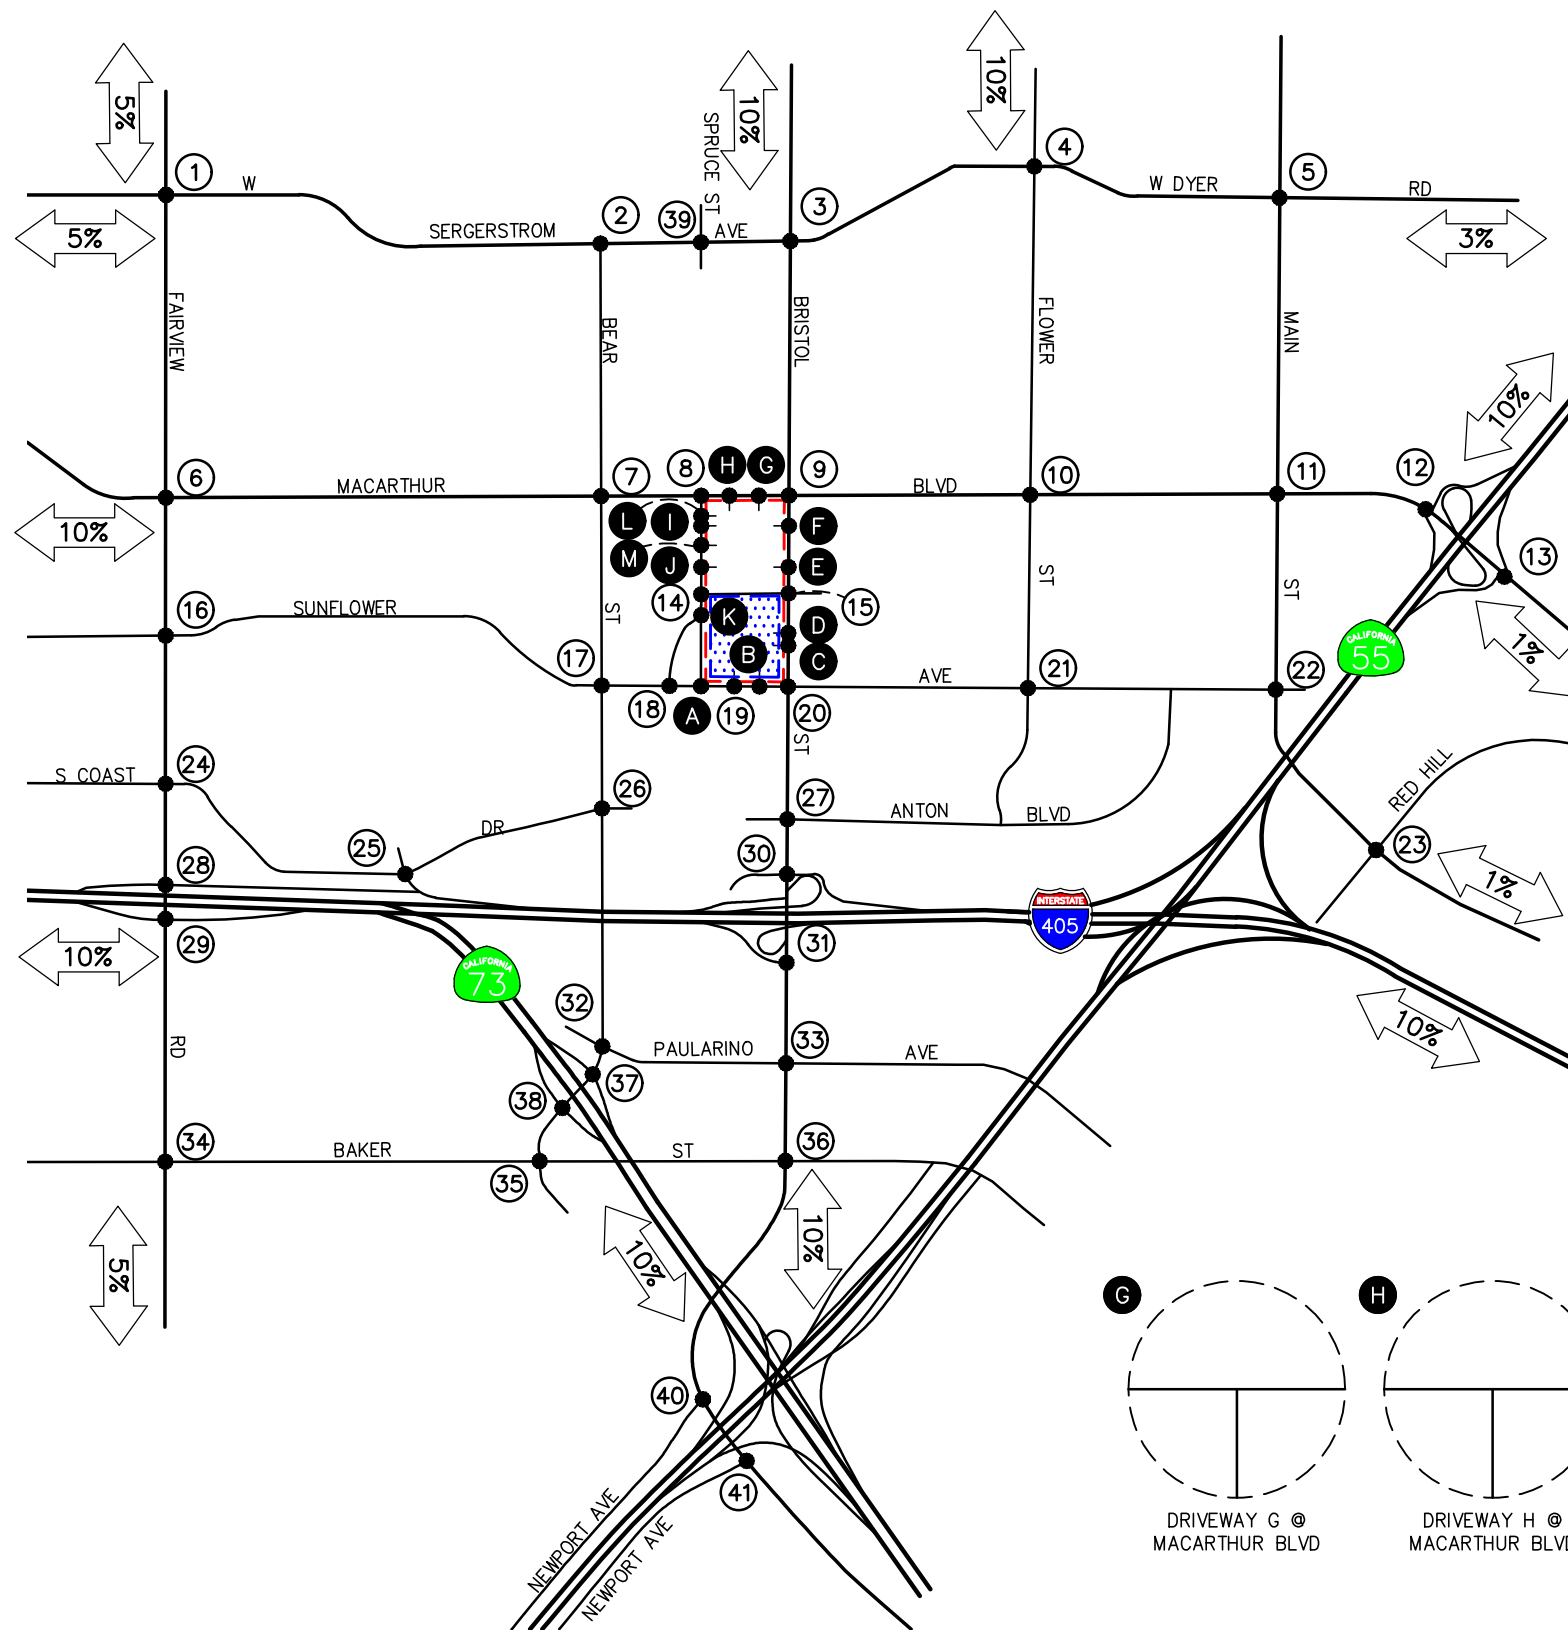 5%
10%
10%
SPRUCE ST
1
W
2
39
AVE
3
4
W DYER
5
RD
5%
SERGERSTROM
3%
FAIRVIEW
BEAR
BRISTOL
FLOWER
MAIN
10%
6
MACARTHUR
7
8
H
G
9
BLVD
10
11
12
10%
L
I
F
13
M
J
E
ST
ST
16
SUNFLOWER
ST
14
K
15
D
1%
17
B
C
CALIFORNIA
55
18
A
19
20
AVE
21
22
ST
24
S COAST
26
27
ANTON
BLVD
RED HILL
DR
25
28
30
23
1%
INTERSTATE
405
29
31
10%
CALIFORNIA
73
32
10%
RD
PAULARINO
33
AVE
37
38
34
BAKER
ST
36
35
5%
10%
10%
G
H
40
41
NEWPORT AVE
NEWPORT AVE
DRIVEWAY G @
MACARTHUR BLVD
DRIVEWAY H @
MACARTHUR BLVD